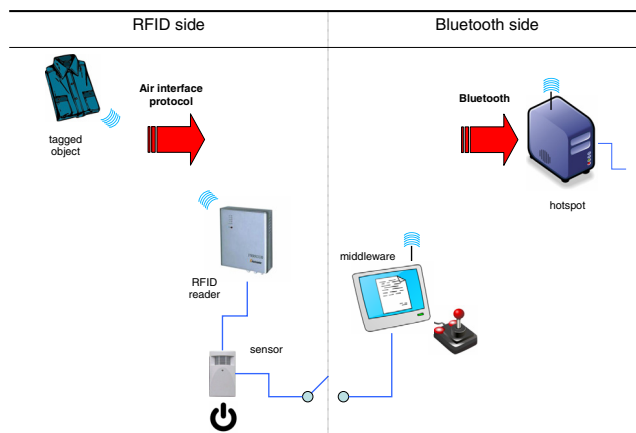 RFID side
Bluetooth side
Air interface
protocol
Bluetooth
tagged
object
hotspot
middleware
RFID
reader
sensor